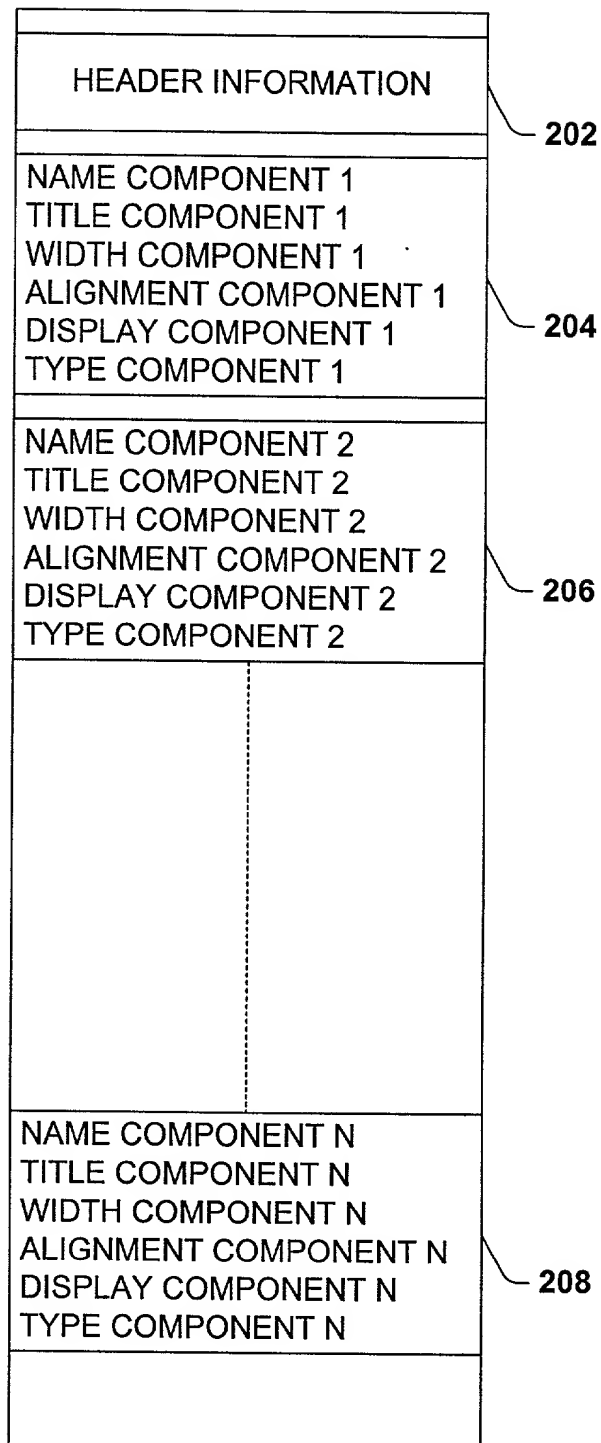 HEADER INFORMATION
202
NAME COMPONENT 1
TITLE COMPONENT 1
WIDTH COMPONENT 1
ALIGNMENT COMPONENT 1
DISPLAY COMPONENT 1
TYPE COMPONENT 1
204
NAME COMPONENT 2
TITLE COMPONENT 2
WIDTH COMPONENT 2
ALIGNMENT COMPONENT 2
DISPLAY COMPONENT 2
TYPE COMPONENT 2
206
NAME COMPONENT N
TITLE COMPONENT N
WIDTH COMPONENT N
ALIGNMENT COMPONENT N
DISPLAY COMPONENT N
TYPE COMPONENT N
208